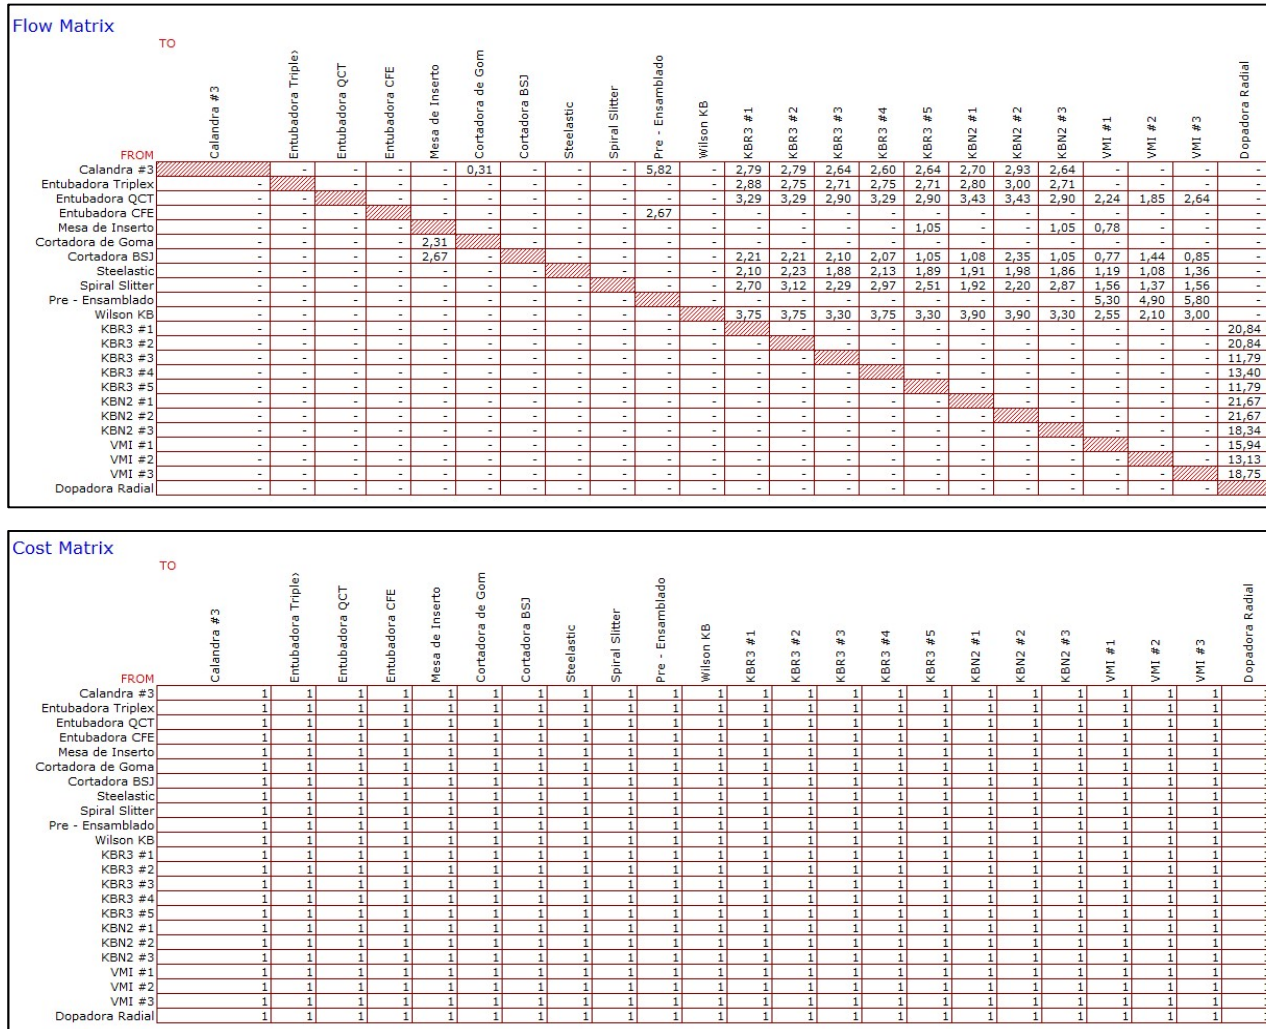 Flow Matrix
TO
Calandra #3 Entubadora Triplex Entubadora QCT Entubadora CFE Mesa de Inserto Cortadora de Gom Cortadora BSJ Steelastic Spiral Slitter Pre - Ensamblado Wilson KB KBR3 #1 KBR3 #2 KBR3 #3 KBR3 #4 KBR3 #5 KBN2 #1 KBN2 #2 KBN2 #3 VMI #1 VMI #2 VMI #3 Dopadora Radial
FROM
Calandra #3 - - - - 0,31 - - - 5,82 - 2,79 2,79 2,64 2,60 2,64 2,70 2,93 2,64 - - - -
Entubadora Triplex - - - - - - - - - - 2,88 2,75 2,71 2,75 2,71 2,80 3,00 2,71 - - - -
Entubadora QCT - - - - - - - - - - 3,29 3,29 2,90 3,29 2,90 3,43 3,43 2,90 2,24 1,85 2,64 -
Entubadora CFE - - - - - - - - 2,67 - - - - - - - - - - - - -
Mesa de Inserto - - - - - - - - - - - - - - 1,05 - - 1,05 0,78 - - -
Cortadora de Goma - - - - 2,31 - - - - - - - - - - - - - - - - -
Cortadora BSJ - - - - 2,67 - - - - - 2,21 2,21 2,10 2,07 1,05 1,08 2,35 1,05 0,77 1,44 0,85 -
Steelastic - - - - - - - - - - 2,10 2,23 1,88 2,13 1,89 1,91 1,98 1,86 1,19 1,08 1,36 -
Spiral Slitter - - - - - - - - - - 2,70 3,12 2,29 2,97 2,51 1,92 2,20 2,87 1,56 1,37 1,56 -
Pre - Ensamblado - - - - - - - - - - - - - - - - - - 5,30 4,90 5,80 -
Wilson KB - - - - - - - - - - 3,75 3,75 3,30 3,75 3,30 3,90 3,90 3,30 2,55 2,10 3,00 -
KBR3 #1 - - - - - - - - - - - - - - - - - - - - - 20,84
KBR3 #2 - - - - - - - - - - - - - - - - - - - - - 20,84
KBR3 #3 - - - - - - - - - - - - - - - - - - - - - 11,79
KBR3 #4 - - - - - - - - - - - - - - - - - - - - - 13,40
KBR3 #5 - - - - - - - - - - - - - - - - - - - - - 11,79
KBN2 #1 - - - - - - - - - - - - - - - - - - - - - 21,67
KBN2 #2 - - - - - - - - - - - - - - - - - - - - - 21,67
KBN2 #3 - - - - - - - - - - - - - - - - - - - - - 18,34
VMI #1 - - - - - - - - - - - - - - - - - - - - - 15,94
VMI #2 - - - - - - - - - - - - - - - - - - - - - 13,13
VMI #3 - - - - - - - - - - - - - - - - - - - - - 18,75
Dopadora Radial - - - - - - - - - - - - - - - - - - - - - -
Cost Matrix
TO
Calandra #3 Entubadora Triplex Entubadora QCT Entubadora CFE Mesa de Inserto Cortadora de Gom Cortadora BSJ Steelastic Spiral Slitter Pre - Ensamblado Wilson KB KBR3 #1 KBR3 #2 KBR3 #3 KBR3 #4 KBR3 #5 KBN2 #1 KBN2 #2 KBN2 #3 VMI #1 VMI #2 VMI #3 Dopadora Radial
FROM
Calandra #3 1 1 1 1 1 1 1 1 1 1 1 1 1 1 1 1 1 1 1 1 1 1 1
Entubadora Triplex 1 1 1 1 1 1 1 1 1 1 1 1 1 1 1 1 1 1 1 1 1 1 1
Entubadora QCT 1 1 1 1 1 1 1 1 1 1 1 1 1 1 1 1 1 1 1 1 1 1 1
Entubadora CFE 1 1 1 1 1 1 1 1 1 1 1 1 1 1 1 1 1 1 1 1 1 1 1
Mesa de Inserto 1 1 1 1 1 1 1 1 1 1 1 1 1 1 1 1 1 1 1 1 1 1 1
Cortadora de Goma 1 1 1 1 1 1 1 1 1 1 1 1 1 1 1 1 1 1 1 1 1 1 1
Cortadora BSJ 1 1 1 1 1 1 1 1 1 1 1 1 1 1 1 1 1 1 1 1 1 1 1
Steelastic 1 1 1 1 1 1 1 1 1 1 1 1 1 1 1 1 1 1 1 1 1 1 1
Spiral Slitter 1 1 1 1 1 1 1 1 1 1 1 1 1 1 1 1 1 1 1 1 1 1 1
Pre - Ensamblado 1 1 1 1 1 1 1 1 1 1 1 1 1 1 1 1 1 1 1 1 1 1 1
Wilson KB 1 1 1 1 1 1 1 1 1 1 1 1 1 1 1 1 1 1 1 1 1 1 1
KBR3 #1 1 1 1 1 1 1 1 1 1 1 1 1 1 1 1 1 1 1 1 1 1 1 1
KBR3 #2 1 1 1 1 1 1 1 1 1 1 1 1 1 1 1 1 1 1 1 1 1 1 1
KBR3 #3 1 1 1 1 1 1 1 1 1 1 1 1 1 1 1 1 1 1 1 1 1 1 1
KBR3 #4 1 1 1 1 1 1 1 1 1 1 1 1 1 1 1 1 1 1 1 1 1 1 1
KBR3 #5 1 1 1 1 1 1 1 1 1 1 1 1 1 1 1 1 1 1 1 1 1 1 1
KBN2 #1 1 1 1 1 1 1 1 1 1 1 1 1 1 1 1 1 1 1 1 1 1 1 1
KBN2 #2 1 1 1 1 1 1 1 1 1 1 1 1 1 1 1 1 1 1 1 1 1 1 1
KBN2 #3 1 1 1 1 1 1 1 1 1 1 1 1 1 1 1 1 1 1 1 1 1 1 1
VMI #1 1 1 1 1 1 1 1 1 1 1 1 1 1 1 1 1 1 1 1 1 1 1 1
VMI #2 1 1 1 1 1 1 1 1 1 1 1 1 1 1 1 1 1 1 1 1 1 1 1
VMI #3 1 1 1 1 1 1 1 1 1 1 1 1 1 1 1 1 1 1 1 1 1 1 1
Dopadora Radial 1 1 1 1 1 1 1 1 1 1 1 1 1 1 1 1 1 1 1 1 1 1 1